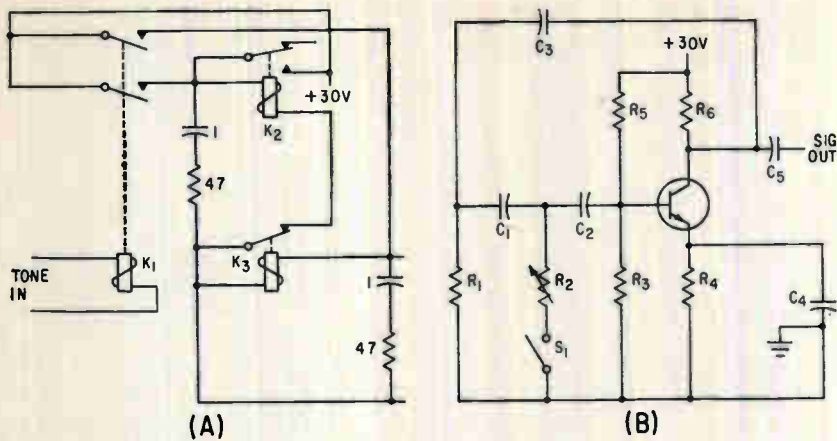 +30V
1
K2
47
K3
K1
TONE
IN
1
47
(A)
C3
+30V
R5
R6
C5
SIG
OUT
C1
C2
R1
R2
R3
R4
S1
C4
(B)